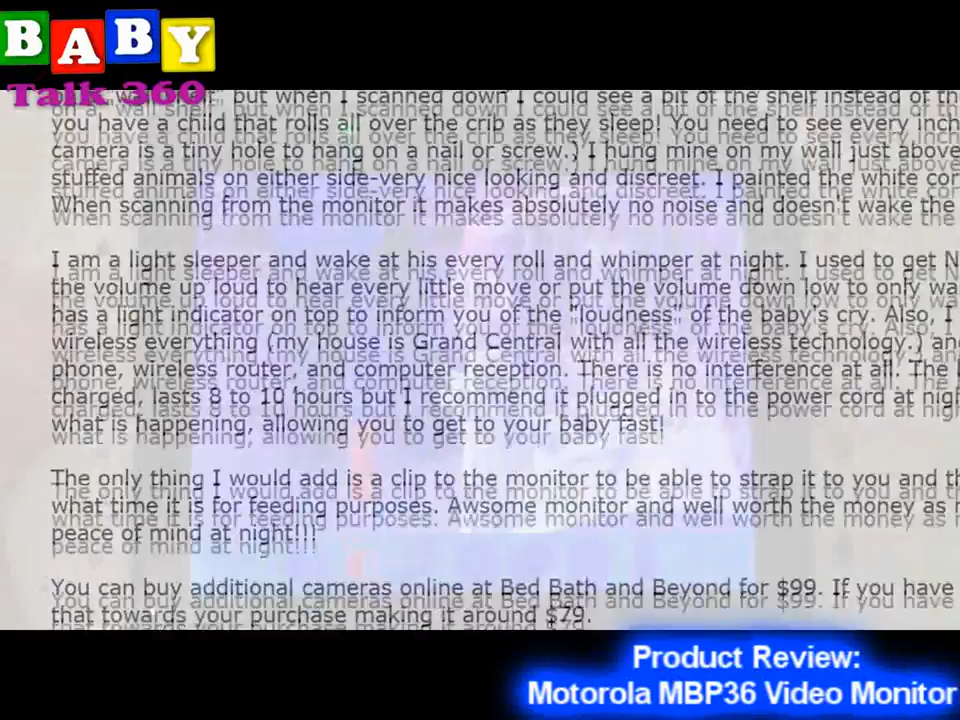 BABY
Talk 360
but when I scanned down I could see a bit of the shelf instead of
you have a child that rolls all over the crib as they sleep! You need to see every inch
camera is a tiny hole to hang on a nail or screw.) I hung mine on my wall just above
stuffed animals on either side-very nice looking and discreet. I painted the white
When scanning from the monitor it makes absolutely no noise and doesn't wake the
I am a light sleeper and wake at his every roll and whimper at night. I used to get
the volume up loud to hear every little move or put the volume down low to only
has a light indicator on top to inform you of the "loudness" of the baby's cry. Also, I
wireless everything (my house is Grand Central with all the wireless technology.)
phone, wireless router, and computer reception. There is no interference at all. The
charged, lasts 8 to 10 hours but I recommend it plugged in to the power cord at
what is happening, allowing you to get to your baby fast!
The only thing I would add is a clip to the monitor to be able to strap it to you and
what time it is for feeding purposes. Awsome monitor and well worth the money as
peace of mind at night!!!
You can buy additional cameras online at Bed Bath and Beyond for $99. If you have
that towards your purchase making it around $79.
Product Review:
Motorola MBP36 Video Monitor